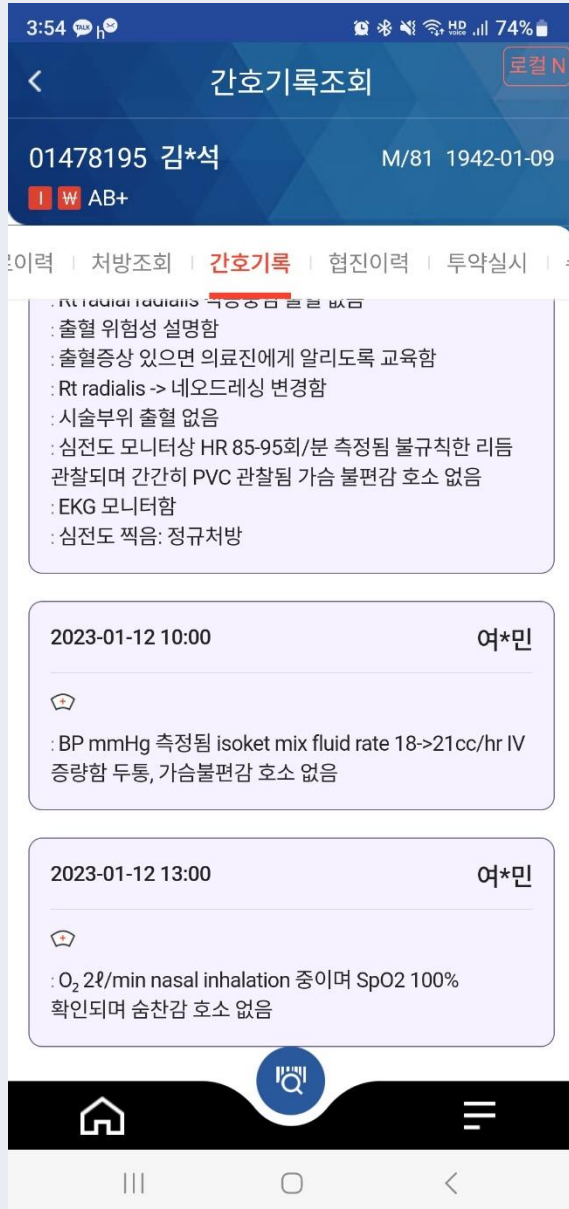 3:54
74%
간호기록조회
로컬 N
01478195 김*석 M/81 1942-01-09
I W AB+
이력 처방조회 간호기록 협진이력 투약실시
: Rt radial radialis 출혈 없음
: 출혈 위험성 설명함
: 출혈증상 있으면 의료진에게 알리도록 교육함
: Rt radialis -> 네오드레싱 변경함
: 시술부위 출혈 없음
: 심전도 모니터상 HR 85-95회/분 측정됨 불규칙한 리듬
관찰되며 간간히 PVC 관찰됨 가슴 불편감 호소 없음
: EKG 모니터함
: 심전도 찍음: 정규처방
2023-01-12 10:00 여*민
: BP mmHg 측정됨 isoket mix fluid rate 18->21cc/hr IV
증량함 두통, 가슴불편감 호소 없음
2023-01-12 13:00 여*민
: O₂ 2ℓ/min nasal inhalation 중이며 SpO2 100%
확인되며 숨찬감 호소 없음